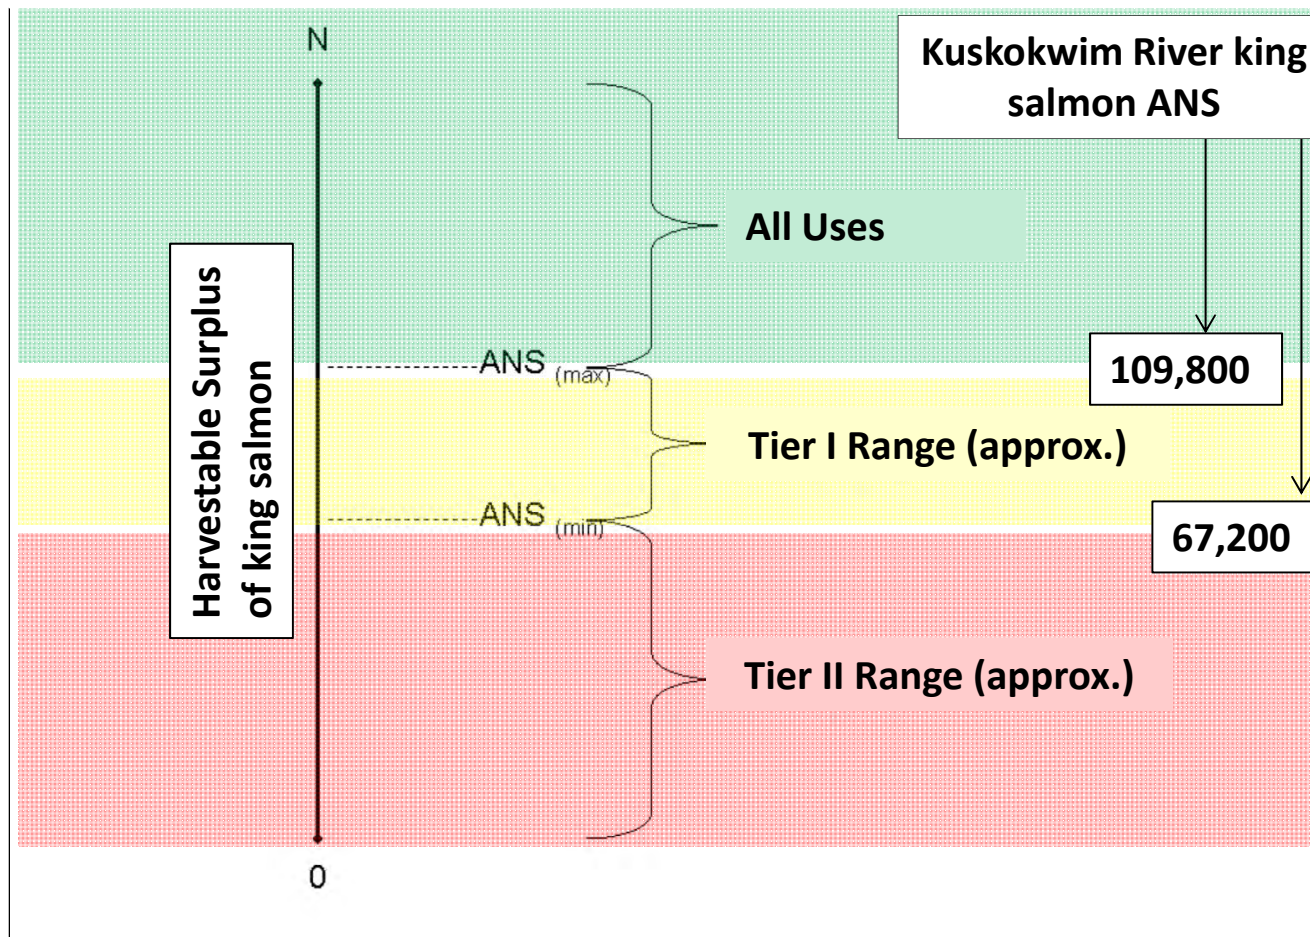 N
Kuskokwim River king
salmon ANS
All Uses
Harvestable Surplus
of king salmon
ANS (max)
109,800
Tier I Range (approx.)
ANS (min)
67,200
Tier II Range (approx.)
0